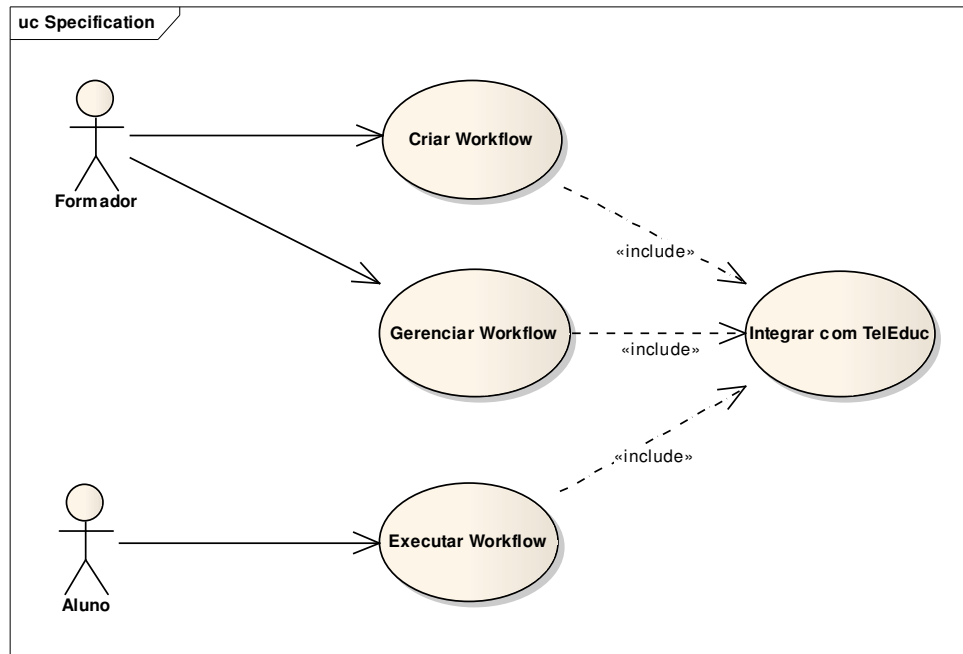 uc Specification
Formador
Criar Workflow
«include»
Gerenciar Workflow
«include»
Integrar com TelEduc
«include»
Executar Workflow
Aluno